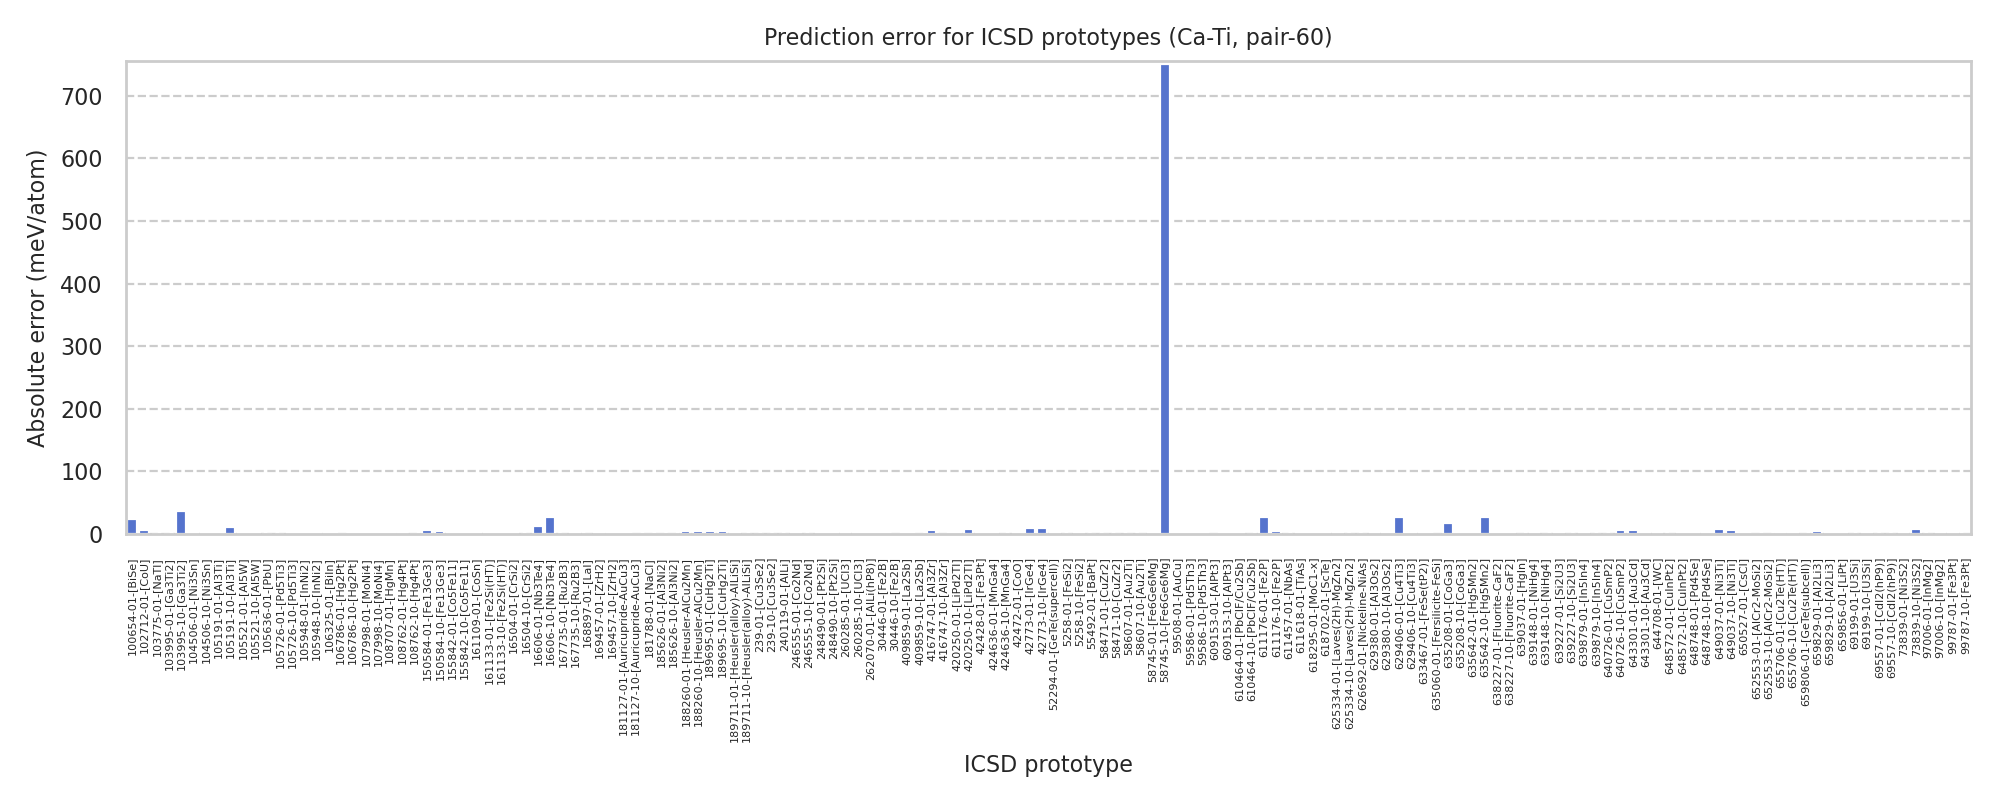 Prediction error for ICSD prototypes (Ca-Ti, pair-60)
Absolute error (meV/atom)
700
600
500
400
300
200
100
0
100654-01-[BiSe]
102712-01-[CoU]
103775-01-[NaTl]
103995-01-[Ga3Ti2]
103995-10-[Ga3Ti2]
104506-01-[Ni3Sn]
104506-10-[Ni3Sn]
105191-01-[Al3Ti]
105191-10-[Al3Ti]
105521-01-[Al5W]
105521-10-[Al5W]
105636-01-[PbU]
105726-01-[Pd5Ti3]
105726-10-[Pd5Ti3]
105948-01-[InNi2]
105948-10-[InNi2]
106325-01-[BiIn]
106786-01-[Hg2Pt]
106786-10-[Hg2Pt]
107998-01-[MoNi4]
107998-10-[MoNi4]
108707-01-[HgMn]
108762-01-[Hg4Pt]
108762-10-[Hg4Pt]
150584-01-[Fe13Ge3]
150584-10-[Fe13Ge3]
155842-01-[Co5Fe11]
155842-10-[Co5Fe11]
161109-01-[CoSn]
161133-01-[Fe2Si(HT)]
161133-10-[Fe2Si(HT)]
16504-01-[CrSi2]
16504-10-[CrSi2]
16606-01-[Nb3Te4]
16606-10-[Nb3Te4]
167735-01-[Ru2B3]
167735-10-[Ru2B3]
168897-01-[LaI]
169457-01-[ZrH2]
169457-10-[ZrH2]
181127-01-[Auricupride-AuCu3]
181127-10-[Auricupride-AuCu3]
181788-01-[NaCl]
185626-01-[Al3Ni2]
185626-10-[Al3Ni2]
188260-01-[Heusler-AlCu2Mn]
188260-10-[Heusler-AlCu2Mn]
189695-01-[CuHg2Ti]
189695-10-[CuHg2Ti]
189711-01-[Heusler(alloy)-AlLiSi]
189711-10-[Heusler(alloy)-AlLiSi]
239-01-[Cu3Se2]
239-10-[Cu3Se2]
240119-01-[AlLi]
246555-01-[Co2Nd]
246555-10-[Co2Nd]
248490-01-[Pt2Si]
248490-10-[Pt2Si]
260285-01-[UCl3]
260285-10-[UCl3]
262070-01-[AlLi(hP8)]
30446-01-[Fe2B]
30446-10-[Fe2B]
409859-01-[La2Sb]
409859-10-[La2Sb]
416747-01-[Al3Zr]
416747-10-[Al3Zr]
420250-01-[LiPd2Tl]
420250-10-[LiPd2Tl]
42426-01-[FePt]
424636-01-[MnGa4]
424636-10-[MnGa4]
42472-01-[CoO]
42773-01-[IrGe4]
42773-10-[IrGe4]
52294-01-[GeTe(supercell)]
5258-01-[FeSi2]
5258-10-[FeSi2]
55492-01-[BaPt]
58471-01-[CuZr2]
58471-10-[CuZr2]
58607-01-[Au2Ti]
58607-10-[Au2Ti]
58745-01-[Fe6Ge6Mg]
58745-10-[Fe6Ge6Mg]
59508-01-[AuCu]
59586-01-[Pd5Th3]
59586-10-[Pd5Th3]
609153-01-[AlPt3]
609153-10-[AlPt3]
610464-01-[PbClF/Cu2Sb]
610464-10-[PbClF/Cu2Sb]
611176-01-[Fe2P]
611176-10-[Fe2P]
611457-01-[NbAs]
611618-01-[TiAs]
618295-01-[MoC1-x]
618702-01-[ScTe]
625334-01-[Laves(2H)-MgZn2]
625334-10-[Laves(2H)-MgZn2]
626692-01-[Nickeline-NiAs]
629380-01-[Al3Os2]
629380-10-[Al3Os2]
629406-01-[Cu4Ti3]
629406-10-[Cu4Ti3]
633467-01-[FeSe(tP2)]
635060-01-[Fersilicite-FeSi]
635208-01-[CoGa3]
635208-10-[CoGa3]
635642-01-[Hg5Mn2]
635642-10-[Hg5Mn2]
638227-01-[Fluorite-CaF2]
638227-10-[Fluorite-CaF2]
639037-01-[HgIn]
639148-01-[NiHg4]
639148-10-[NiHg4]
639227-01-[Si2U3]
639227-10-[Si2U3]
639879-01-[In5In4]
639879-10-[In5In4]
640726-01-[CuSmP2]
640726-10-[CuSmP2]
643301-01-[Au3Cd]
643301-10-[Au3Cd]
644708-01-[WC]
648572-01-[CuInPt2]
648572-10-[CuInPt2]
648748-01-[Pd4Se]
648748-10-[Pd4Se]
649037-01-[Ni3Ti]
649037-10-[Ni3Ti]
650527-01-[CsCl]
652553-01-[AlCr2-MoSi2]
652553-10-[AlCr2-MoSi2]
655706-01-[Cu2Te(HT)]
655706-10-[Cu2Te(HT)]
659806-01-[GeTe(subcell)]
659829-01-[Al2Li3]
659829-10-[Al2Li3]
659856-01-[LiPt]
69199-01-[U3Si]
69199-10-[U3Si]
69557-01-[CdI2(hP9)]
69557-10-[CdI2(hP9)]
73839-01-[Ni3S2]
73839-10-[Ni3S2]
97006-01-[InMg2]
97006-10-[InMg2]
99787-01-[Fe3Pt]
99787-10-[Fe3Pt]
ICSD prototype